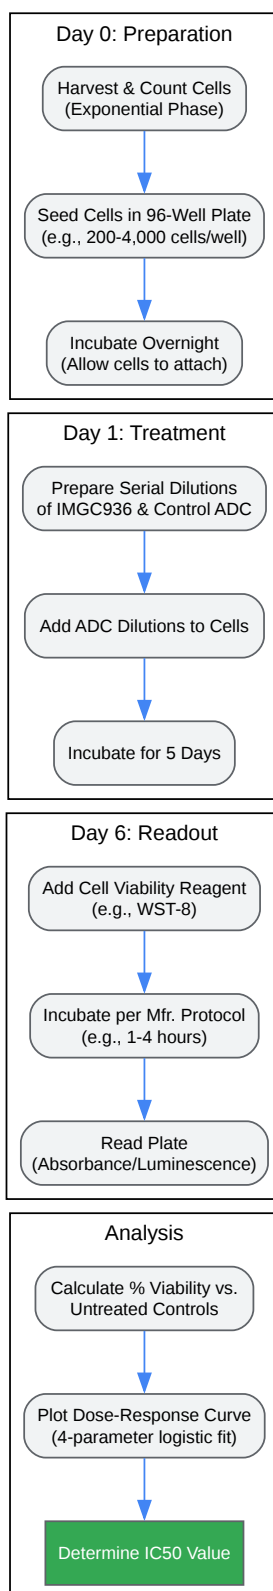 Day 0: Preparation
Harvest & Count Cells
(Exponential Phase)
Seed Cells in 96-Well Plate
(e.g., 200-4,000 cells/well)
Incubate Overnight
(Allow cells to attach)
Day 1: Treatment
Prepare Serial Dilutions
of IMGC936 & Control ADC
Add ADC Dilutions to Cells
Incubate for 5 Days
Day 6: Readout
Add Cell Viability Reagent
(e.g., WST-8)
Incubate per Mfr. Protocol
(e.g., 1-4 hours)
Read Plate
(Absorbance/Luminescence)
Analysis
Calculate % Viability vs.
Untreated Controls
Plot Dose-Response Curve
(4-parameter logistic fit)
Determine IC50 Value